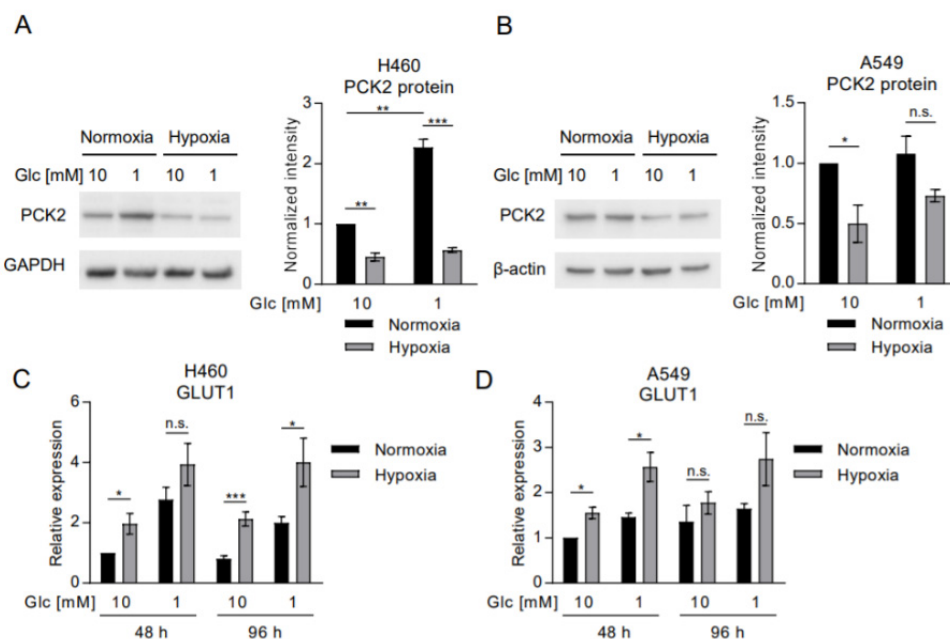 A
H460
PCK2 protein
Normoxia Hypoxia
Glc [mM] 10 1 10 1
PCK2
GAPDH
Normalized intensity
3
2
1
0
**
***
**
10 1
Glc [mM]
Normoxia
Hypoxia
B
A549
PCK2 protein
Normoxia Hypoxia
Glc [mM] 10 1 10 1
PCK2
β-actin
Normalized intensity
1.5
1.0
0.5
0.0
*
n.s.
10 1
Glc [mM]
Normoxia
Hypoxia
C
H460
GLUT1
Relative expression
6
4
2
0
*
n.s.
***
*
Normoxia
Hypoxia
Glc [mM] 10 1 10 1
48 h 96 h
D
A549
GLUT1
Relative expression
4
3
2
1
0
*
*
n.s.
n.s.
Normoxia
Hypoxia
Glc [mM] 10 1 10 1
48 h 96 h